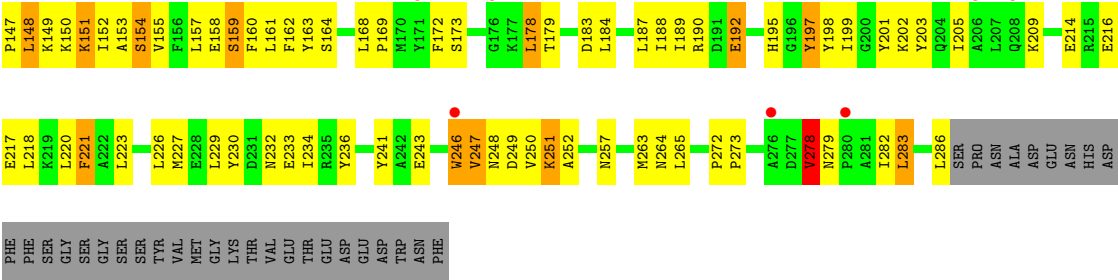 P147 L148 K149 K150 K151 I152 A153 S154 V155 F156 L157 E158 S159 F160 L161 F162 Y163 S164 L168 P169 M170 Y171 F172 S173 G176 K177 L178 T179 D183 L184 L187 I188 I189 R190 D191 E192 H195 G196 Y197 Y198 I199 G200 Y201 K202 Y203 Q204 I205 A206 L207 Q208 K209 E214 R215 E216
E217 L218 K219 L220 F221 A222 L223 L226 M227 E228 L229 Y230 D231 N232 E233 I234 R235 Y236 Y241 A242 E243 W246 V247 N248 D249 V250 K251 A252 N257 M263 N264 L265 P272 P273 A276 D277 V278 N279 P280 A281 I282 L283 L286 SER PRO ASN ALA ASP GLU ASN HIS ASP
PHE PHE SER GLY SER GLY SER SER TYR VAL MET GLY LYS THR VAL GLU THR GLU ASP GLU ASP TRP ASN PHE